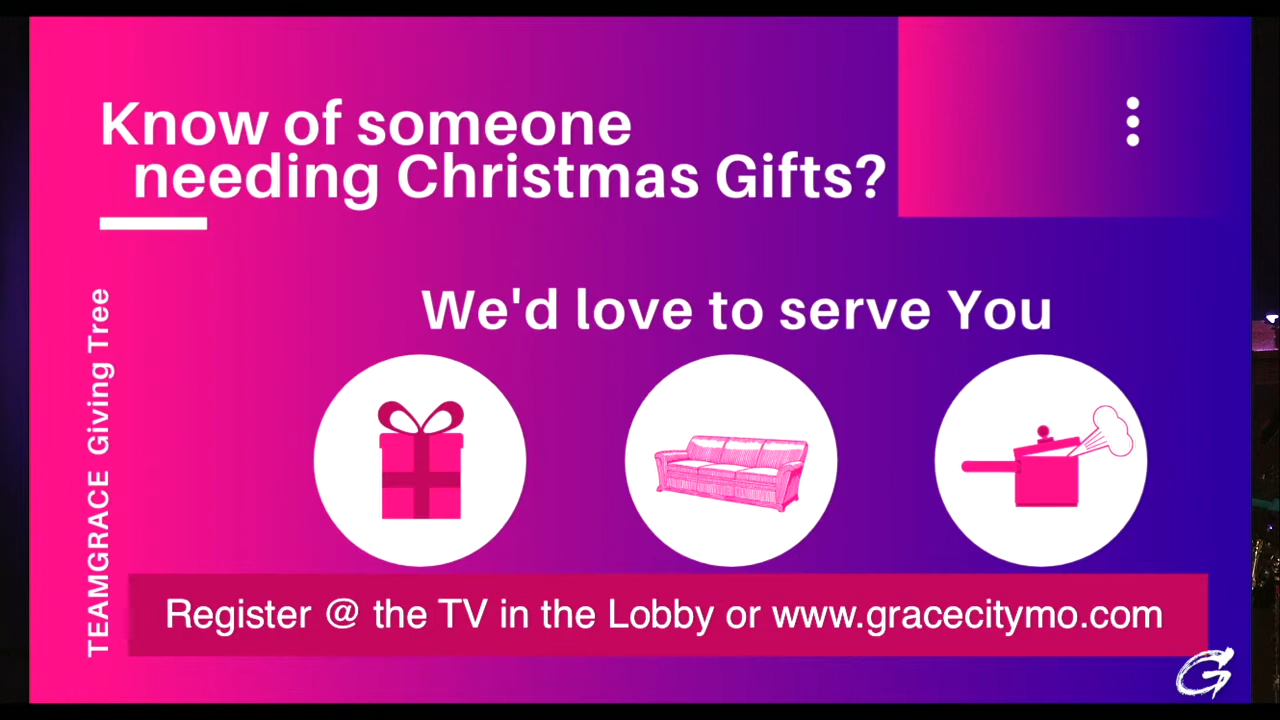 Know of someone
needing Christmas Gifts?
We'd love to serve You
TEAMGRACE Giving Tree
Register @ the TV in the Lobby or www.gracecitymo.com
G